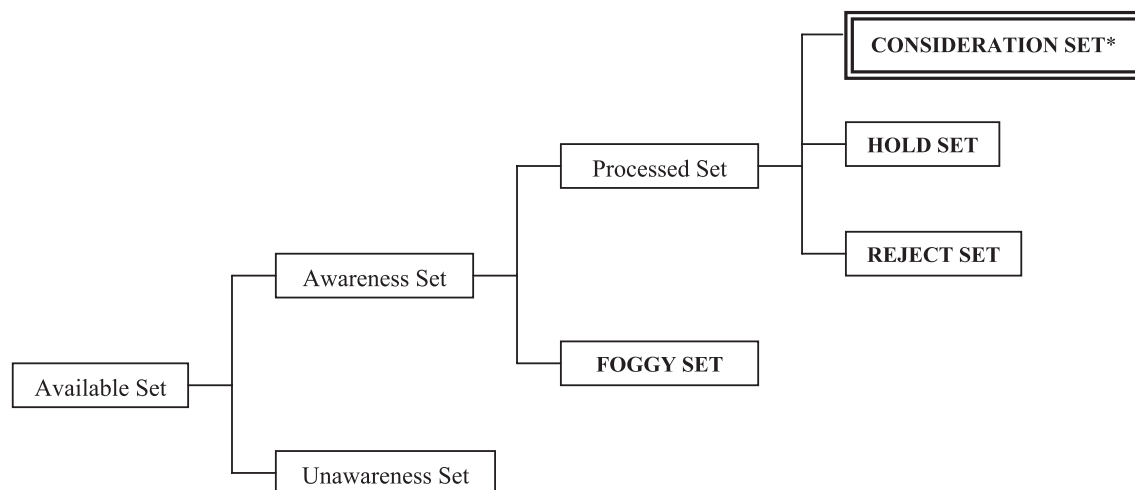 CONSIDERATION SET*
HOLD SET
Processed Set
REJECT SET
Awareness Set
FOGGY SET
Available Set
Unawareness Set